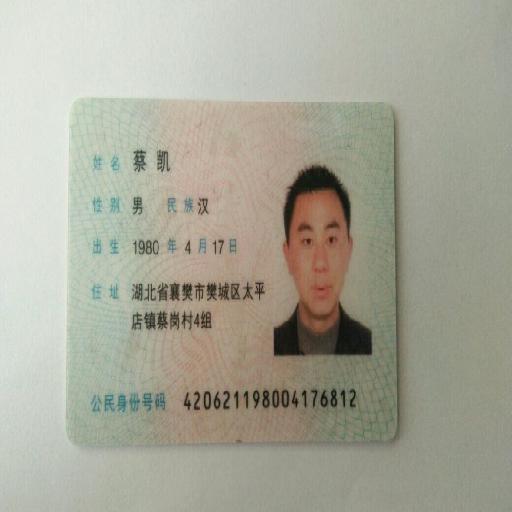 姓名 蔡凯
性别 男 民族 汉
出生 1980 年 4 月 17 日
住址 湖北省襄樊市樊城区太平
店镇蔡岗村4组
公民身份号码 420621198004176812